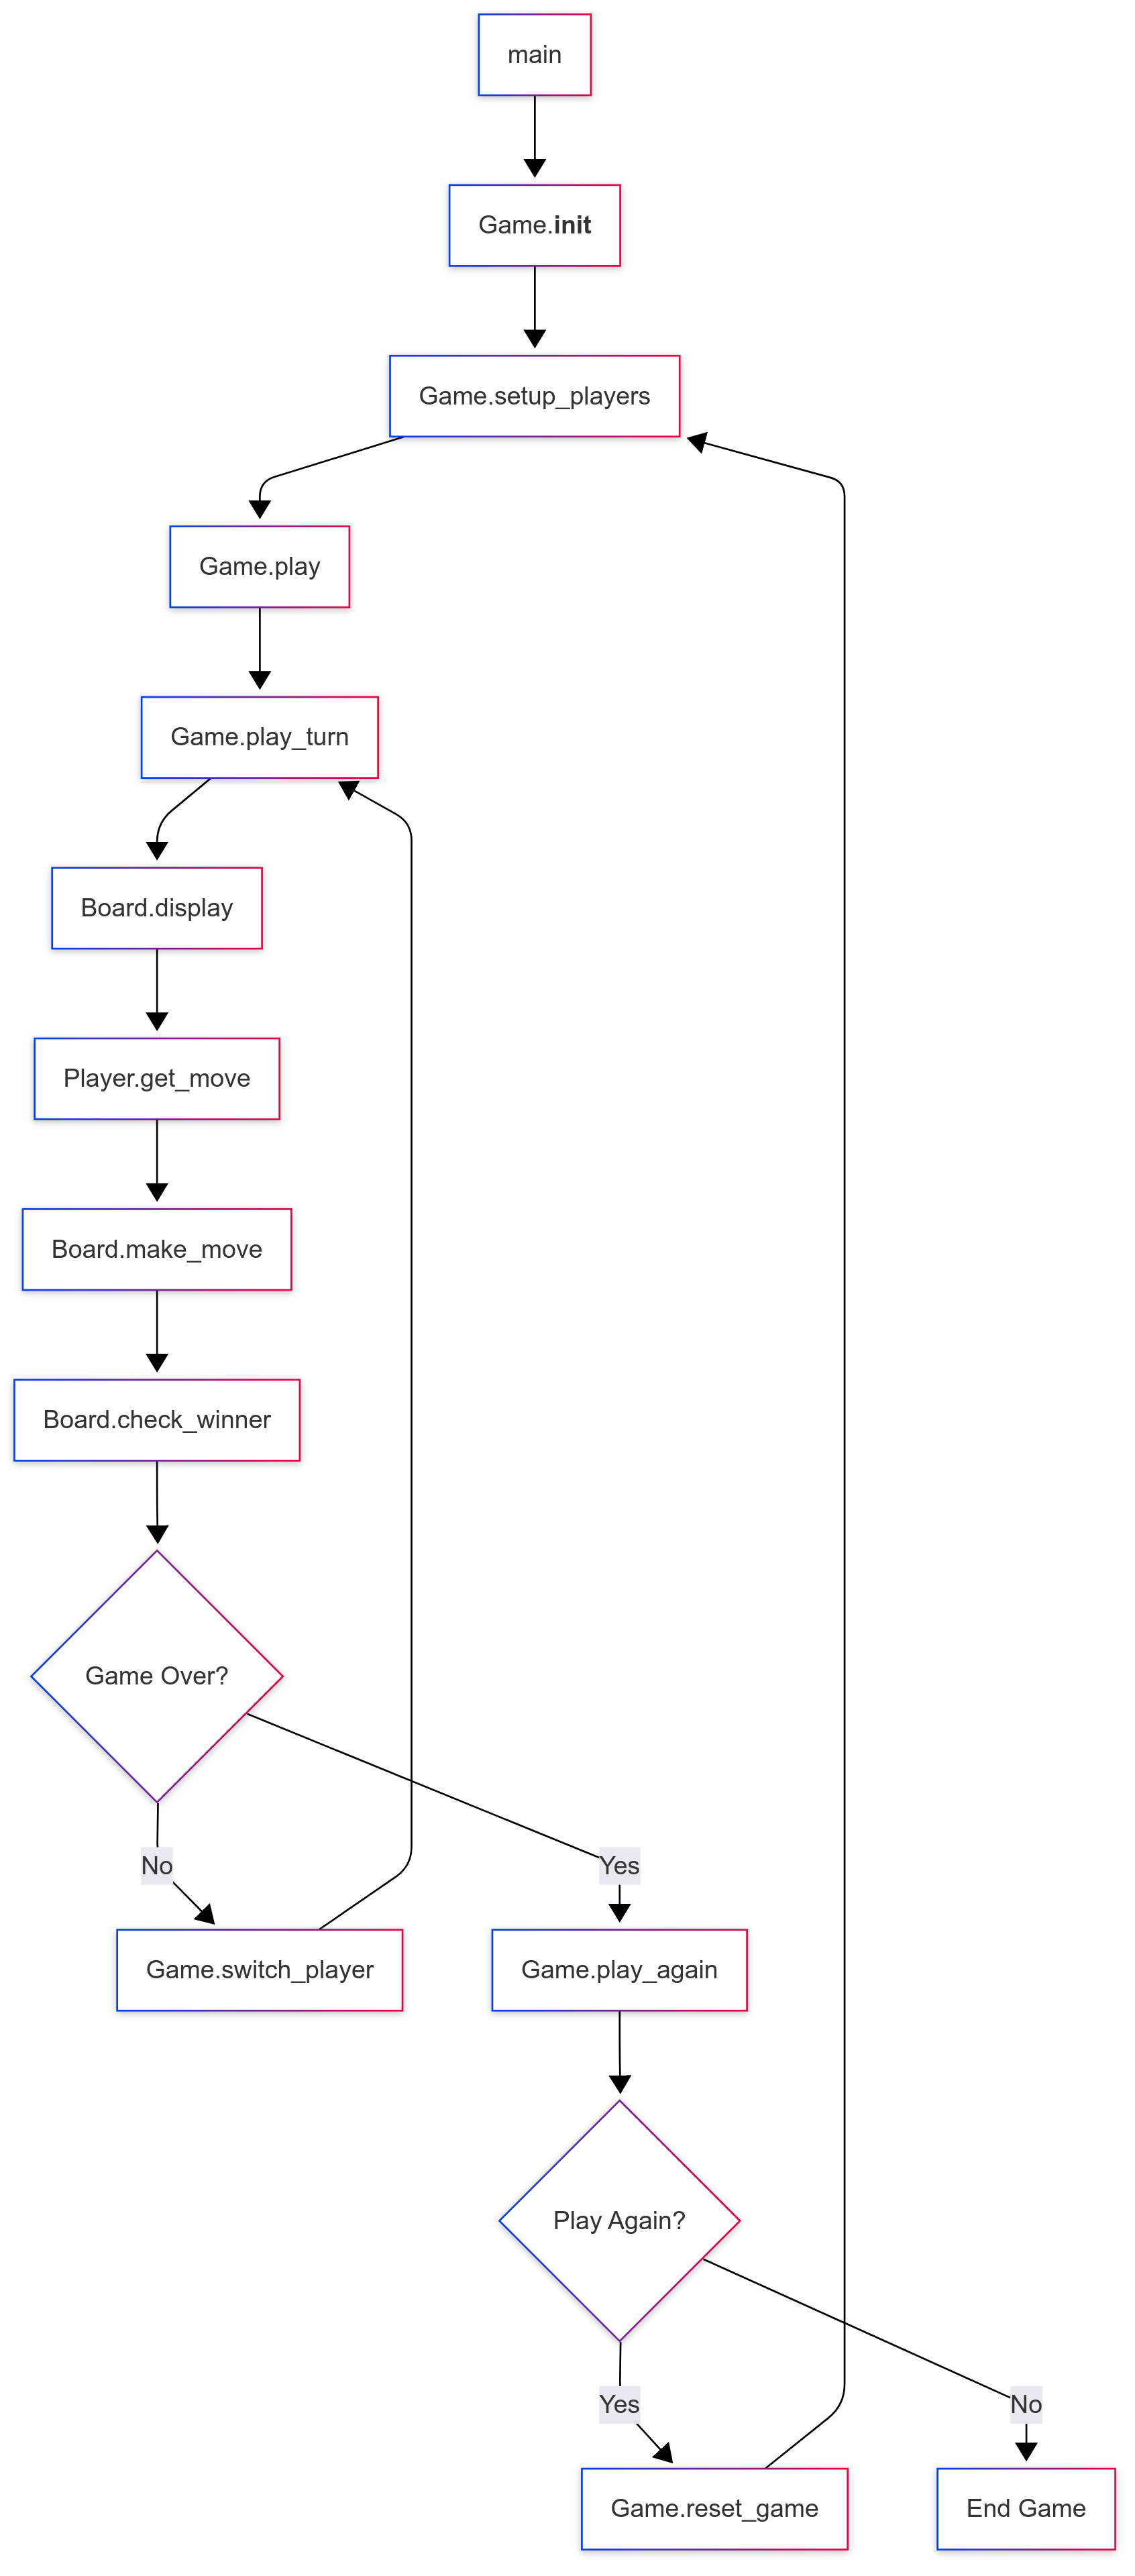 main
Game.init
Game.setup_players
Game.play
Game.play_turn
Board.display
Player.get_move
Board.make_move
Board.check_winner
Game Over?
No
Yes
Game.switch_player
Game.play_again
Play Again?
Yes
No
Game.reset_game
End Game